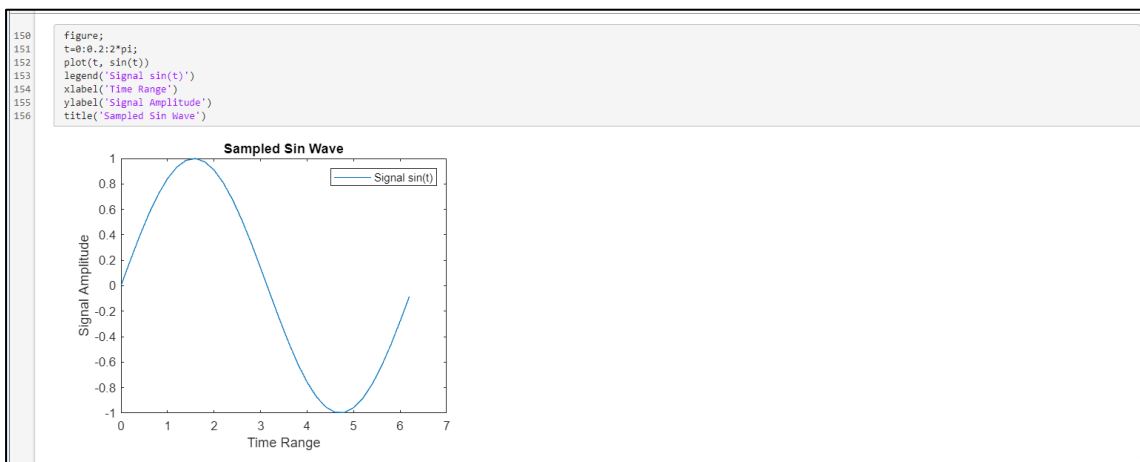 150 figure;
151 t=0:0.2:2*pi;
152 plot(t, sin(t))
153 legend('Signal sin(t)')
154 xlabel('Time Range')
155 ylabel('Signal Amplitude')
156 title('Sampled Sin Wave')
Sampled Sin Wave
Signal sin(t)
1
0.8
0.6
0.4
0.2
0
-0.2
-0.4
-0.6
-0.8
-1
Signal Amplitude
0 1 2 3 4 5 6 7
Time Range